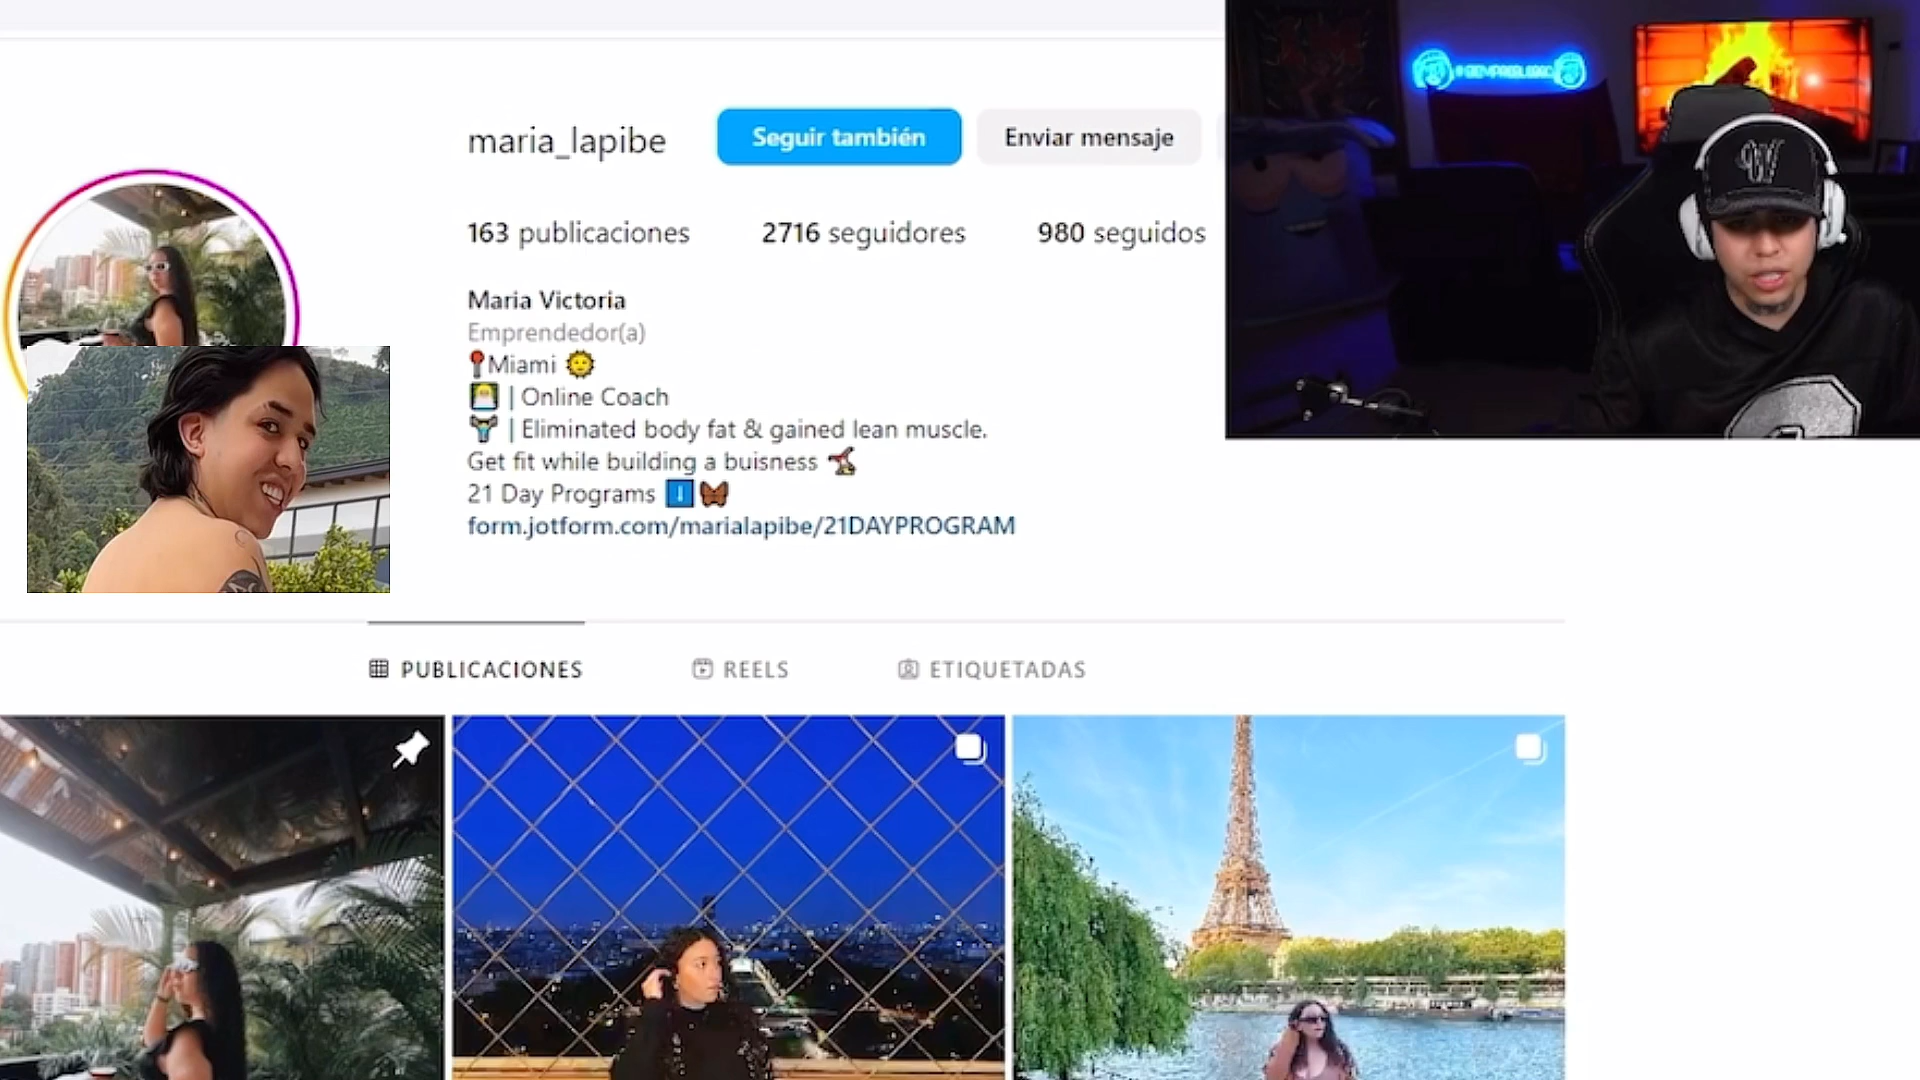 maria_lapibe
Seguir también
Enviar mensaje
163 publicaciones
2716 seguidores
980 seguidos
Maria Victoria
Emprendedor(a)
Miami
| Online Coach
| Eliminated body fat & gained lean muscle.
Get fit while building a buisness
21 Day Programs
form.jotform.com/marialapibe/21DAYPROGRAM
PUBLICACIONES
REELS
ETIQUETADAS